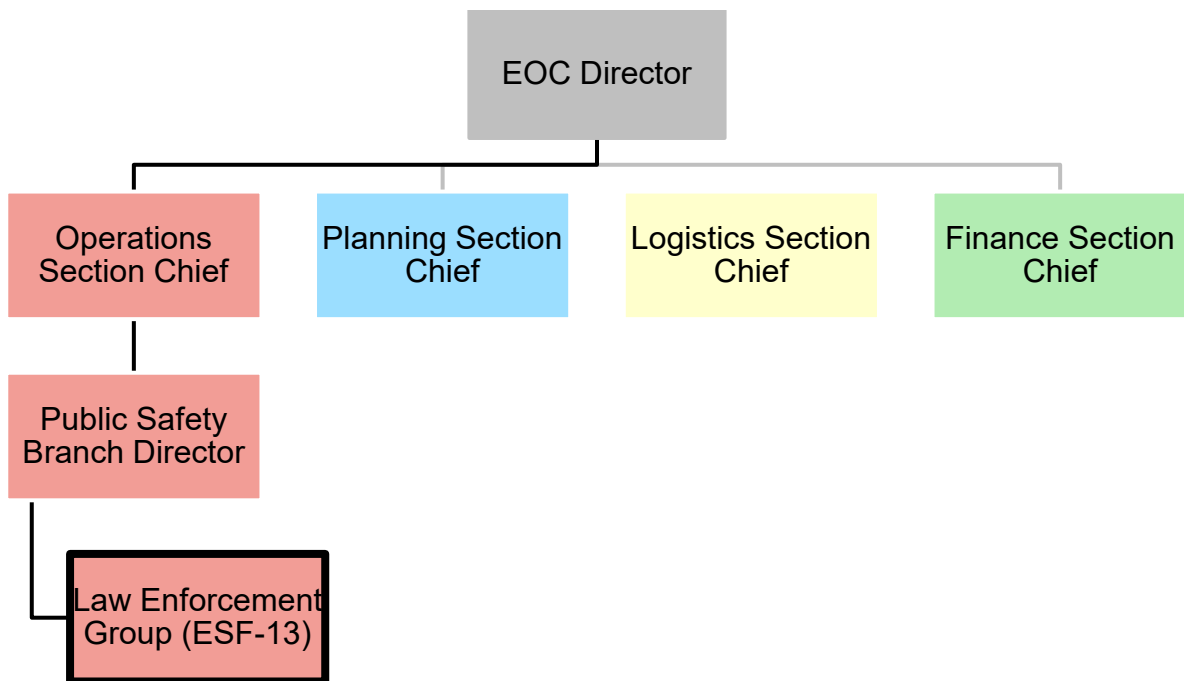 EOC Director
Operations
Section Chief
Planning Section
Chief
Logistics Section
Chief
Finance Section
Chief
Public Safety
Branch Director
Law Enforcement
Group (ESF-13)